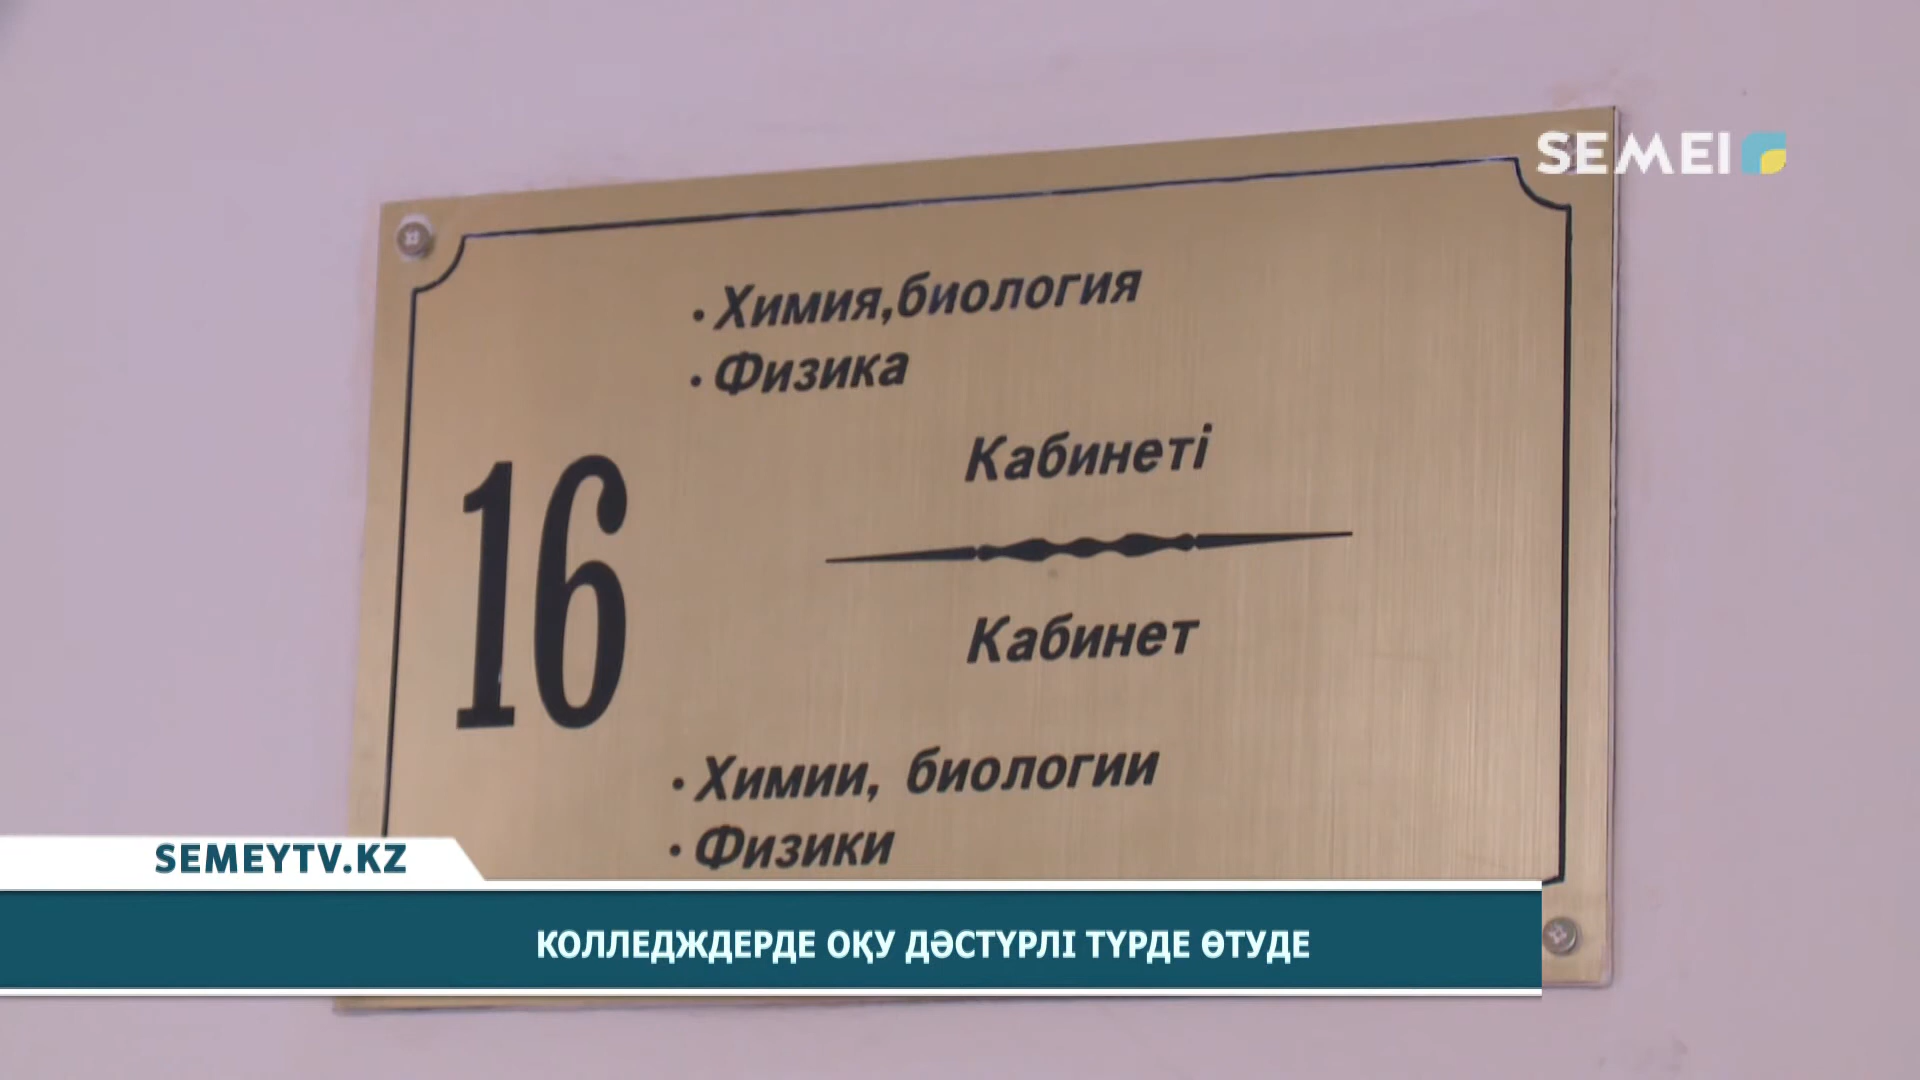 SEMEI
• Химия,биология
• Физика
Кабинеті
16
Кабинет
• Химии, биологии
• Физики
SEMEYTV.KZ
КОЛЛЕДЖДЕРДЕ ОҚУ ДӘСТҮРЛІ ТҮРДЕ ӨТУДЕ